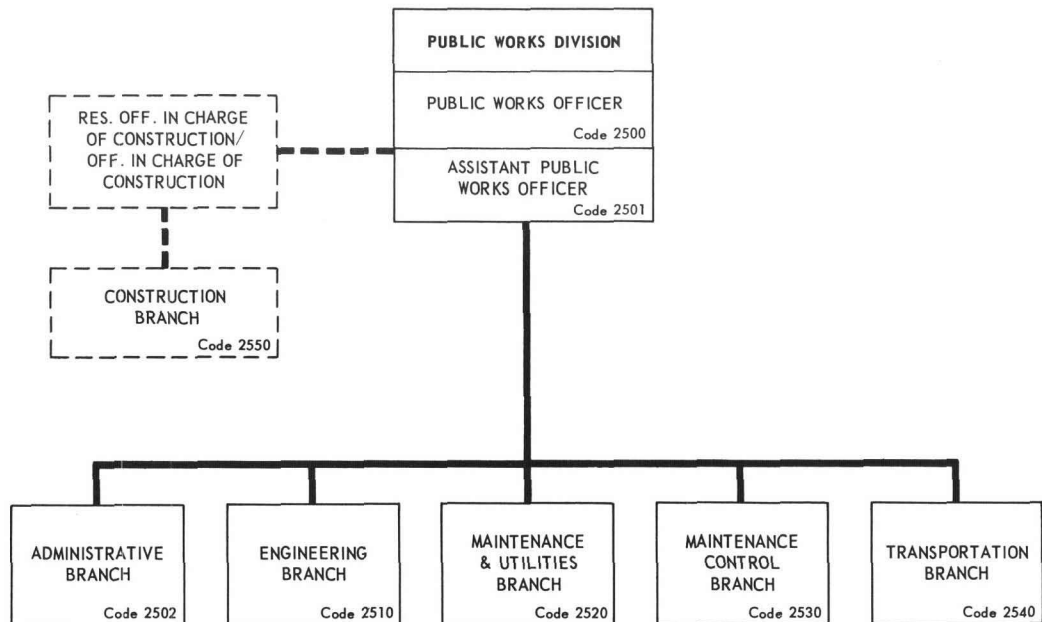 PUBLIC WORKS DIVISION
PUBLIC WORKS OFFICER
Code 2500
ASSISTANT PUBLIC
WORKS OFFICER
Code 2501
RES. OFF. IN CHARGE
OF CONSTRUCTION/
OFF. IN CHARGE OF
CONSTRUCTION
CONSTRUCTION
BRANCH
Code 2550
ADMINISTRATIVE
BRANCH
Code 2502
ENGINEERING
BRANCH
Code 2510
MAINTENANCE
& UTILITIES
BRANCH
Code 2520
MAINTENANCE
CONTROL
BRANCH
Code 2530
TRANSPORTATION
BRANCH
Code 2540